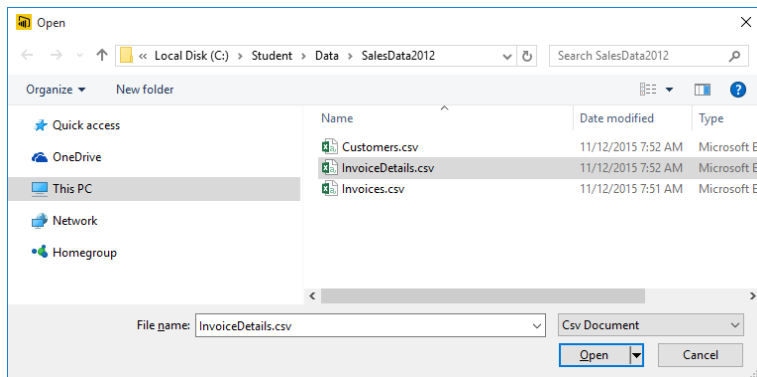 Open
« Local Disk (C:) › Student › Data › SalesData2012
Search SalesData2012
Organize
New folder
Quick access
OneDrive
This PC
Network
Homegroup
Name Date modified Type
Customers.csv 11/12/2015 7:52 AM Microsoft E
InvoiceDetails.csv 11/12/2015 7:52 AM Microsoft E
Invoices.csv 11/12/2015 7:51 AM Microsoft E
File name: InvoiceDetails.csv
Csv Document
Open
Cancel